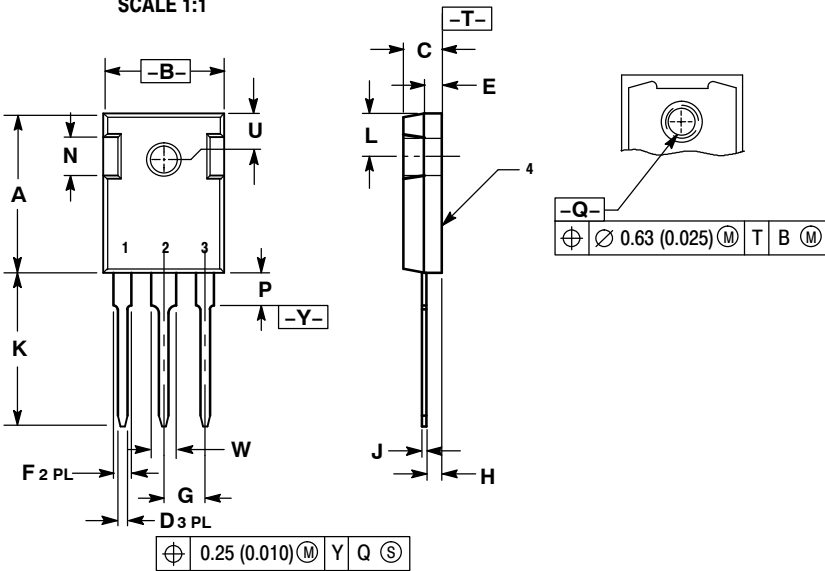 SCALE 1:1
–T–
–B–
C
E
U
L
N
A
4
–Q–
⌖ ∅ 0.63 (0.025) Ⓜ T B Ⓜ
1 2 3
P
–Y–
K
W
J
F 2 PL
G
H
D 3 PL
⌖ 0.25 (0.010) Ⓜ Y Q Ⓢ